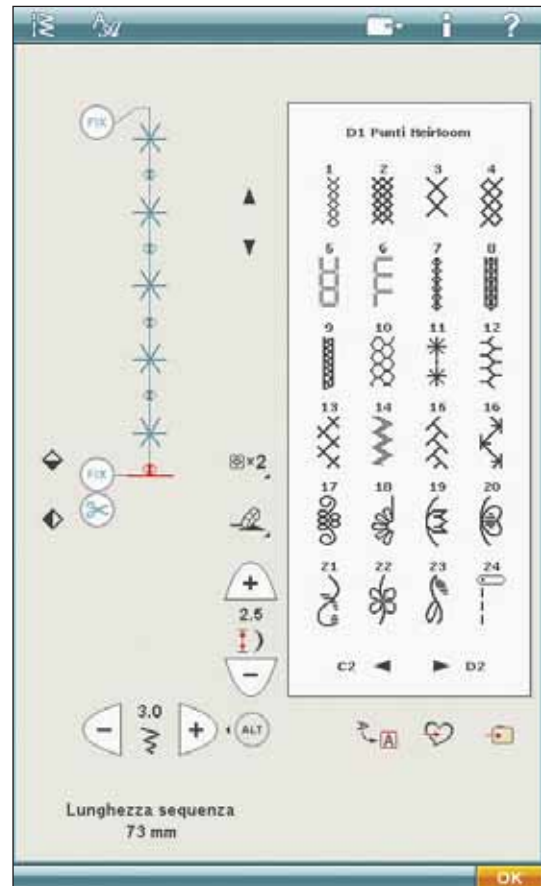 ?
FIX
D1 Punti Heirloom
1 2 3 4
5 6 7 8
9 10 11 12
13 14 15 16
17 18 19 20
21 22 23 24
FIX
×2
+
2.5
−
C2 D2
− 3.0 + ALT
A A
Lunghezza sequenza
73 mm
OK